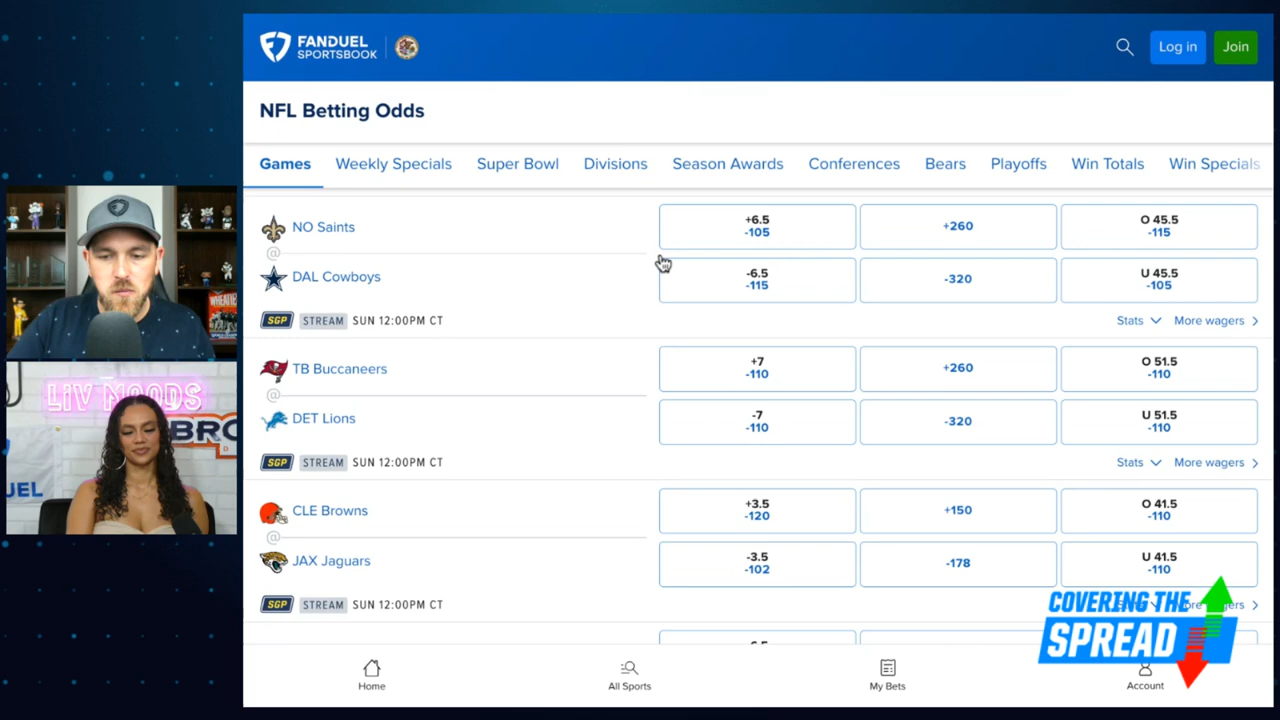 FANDUEL
SPORTSBOOK
Log in
Join
NFL Betting Odds
Games Weekly Specials Super Bowl Divisions Season Awards Conferences Bears Playoffs Win Totals Win Specials
NO Saints
+6.5
-105
+260
O 45.5
-115
@
DAL Cowboys
-6.5
-115
-320
U 45.5
-105
SGP STREAM SUN 12:00PM CT
Stats More wagers
TB Buccaneers
+7
-110
+260
O 51.5
-110
@
DET Lions
-7
-110
-320
U 51.5
-110
SGP STREAM SUN 12:00PM CT
Stats More wagers
CLE Browns
+3.5
-120
+150
O 41.5
-110
@
JAX Jaguars
-3.5
-102
-178
U 41.5
-110
SGP STREAM SUN 12:00PM CT
COVERING THE
SPREAD
Home
All Sports
My Bets
Account
LIV MOODS
BRO
UEL
WHEATIES